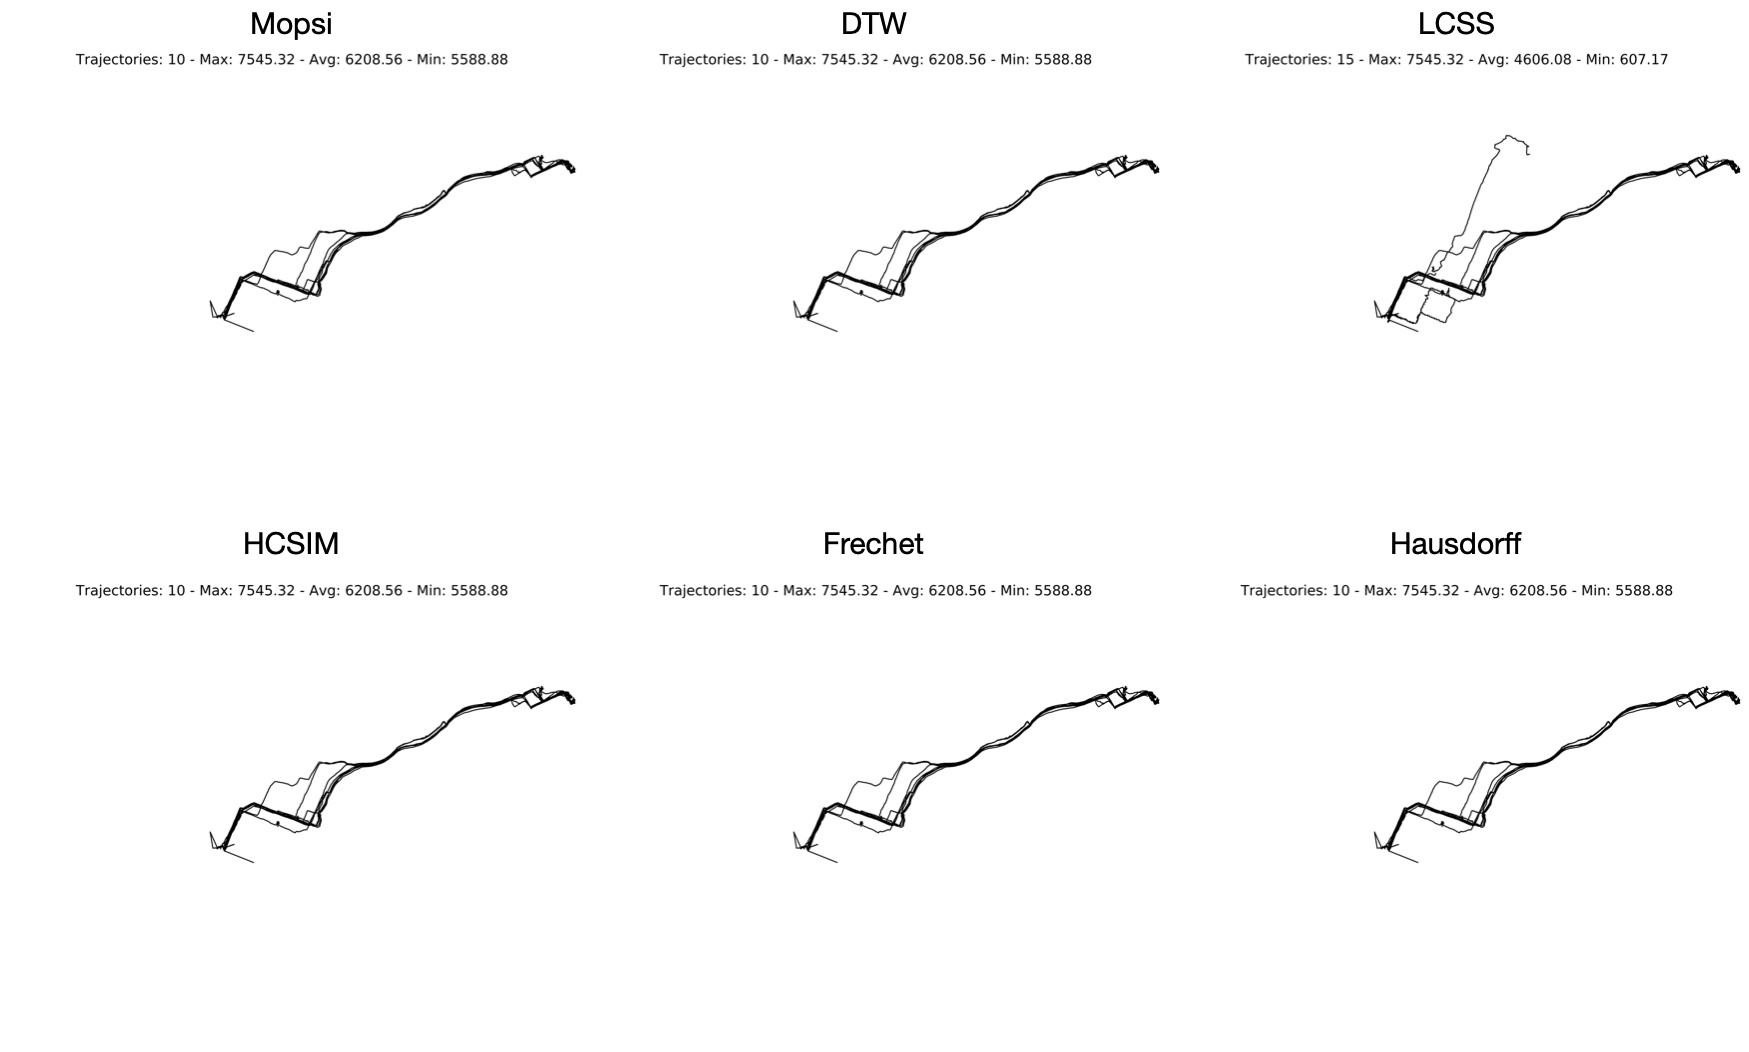 Mopsi
Trajectories: 10 - Max: 7545.32 - Avg: 6208.56 - Min: 5588.88
DTW
Trajectories: 10 - Max: 7545.32 - Avg: 6208.56 - Min: 5588.88
LCSS
Trajectories: 15 - Max: 7545.32 - Avg: 4606.08 - Min: 607.17
HCSIM
Trajectories: 10 - Max: 7545.32 - Avg: 6208.56 - Min: 5588.88
Frechet
Trajectories: 10 - Max: 7545.32 - Avg: 6208.56 - Min: 5588.88
Hausdorff
Trajectories: 10 - Max: 7545.32 - Avg: 6208.56 - Min: 5588.88